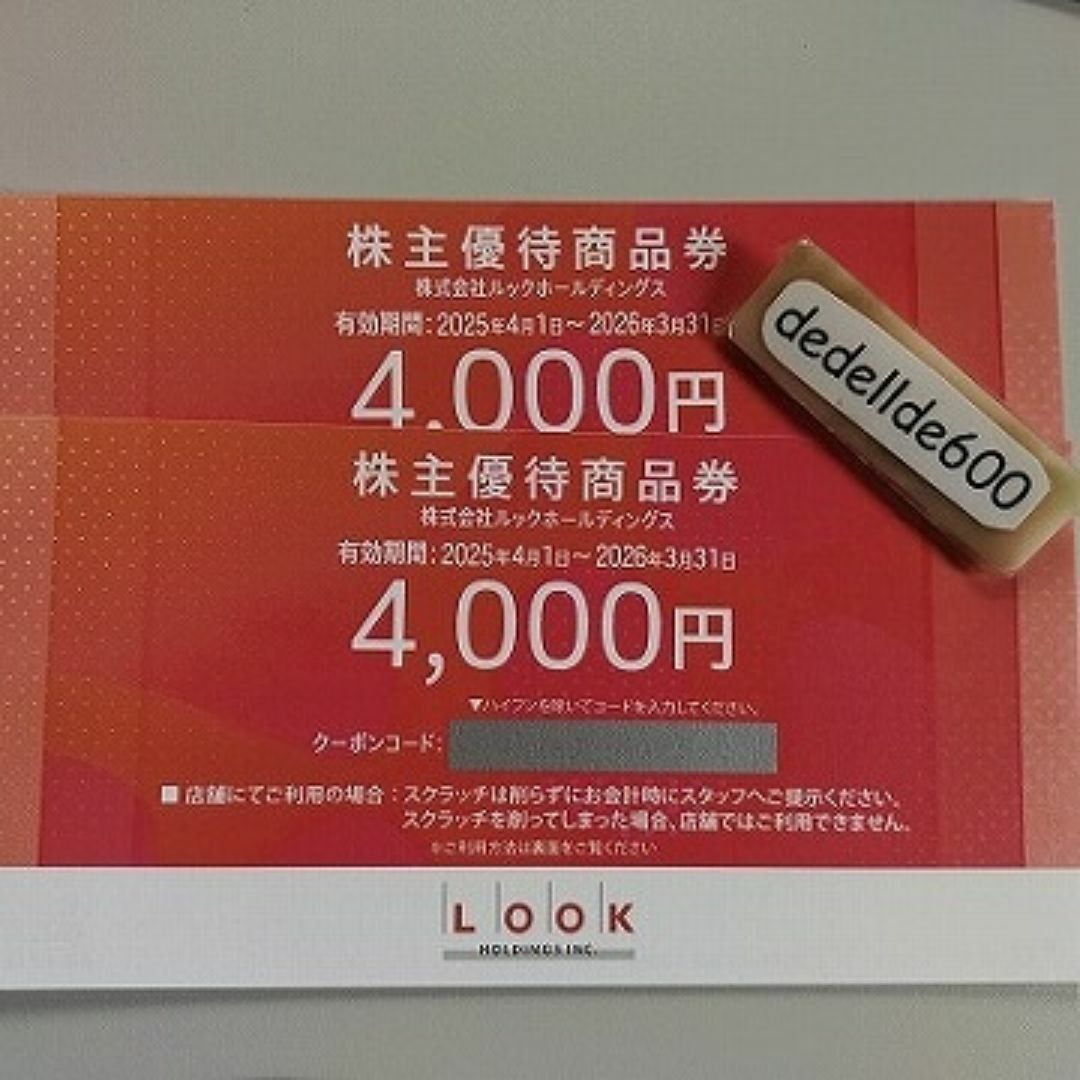 株主優待商品券
株式会社ルックホールディングス
有効期間：2025年4月1日～2026年3月31日
4,000円
dedellde600
株主優待商品券
株式会社ルックホールディングス
有効期間：2025年4月1日～2026年3月31日
4,000円
▼ハイフンを除いてコードを入力してください。
クーポンコード：
■ 店舗にてご利用の場合：スクラッチは削らずにお会計時にスタッフへご提示ください。
スクラッチを削ってしまった場合、店舗ではご利用できません。
※ご利用方法は裏面をご覧ください
LOOK
HOLDINGS INC.